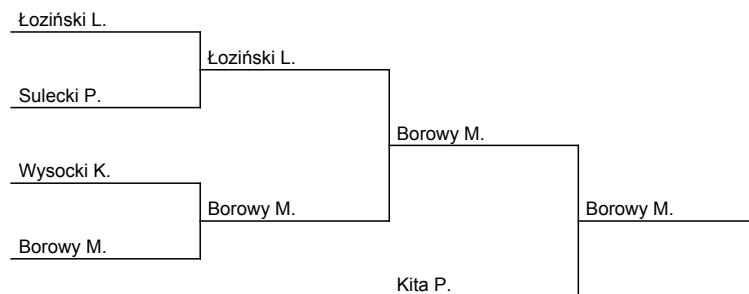 Łoziński L.
Łoziński L.
Sulecki P.
Borowy M.
Wysocki K.
Borowy M.
Borowy M.
Borowy M.
Kita P.